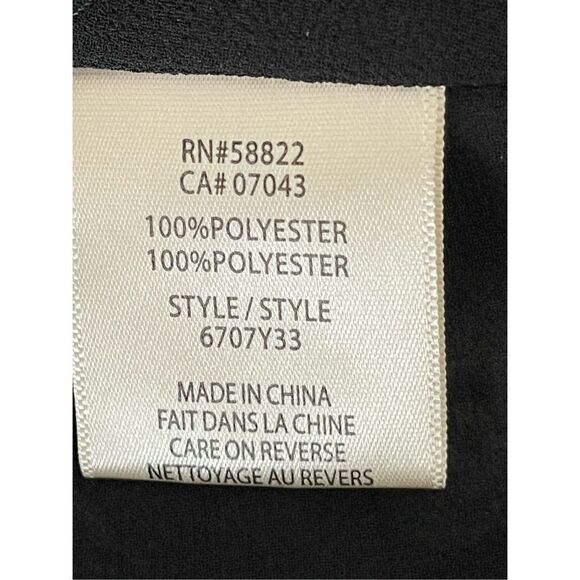 RN#58822
CA# 07043
100%POLYESTER
100%POLYESTER
STYLE / STYLE
6707Y33
MADE IN CHINA
FAIT DANS LA CHINE
CARE ON REVERSE
NETTOYAGE AU REVERS